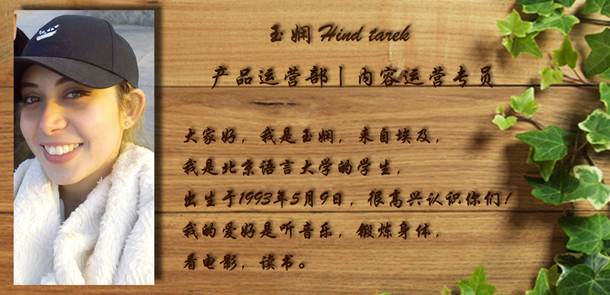 玉娴 Hind tarek
产品运营部丨内容运营专员
大家好，我是玉娴，来自埃及，
我是北京语言大学的学生，
出生于1993年5月9日，很高兴认识你们！
我的爱好是听音乐，锻炼身体，
看电影，读书。